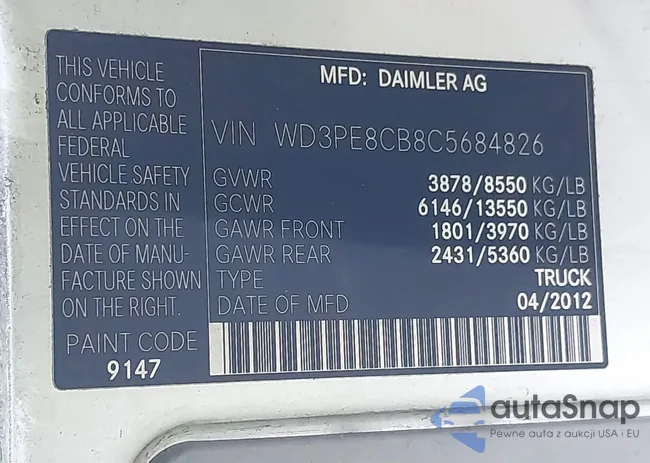 THIS VEHICLE
CONFORMS TO
ALL APPLICABLE
FEDERAL
VEHICLE SAFETY
STANDARDS IN
EFFECT ON THE
DATE OF MANU-
FACTURE SHOWN
ON THE RIGHT.
PAINT CODE
9147
MFD: DAIMLER AG
VIN WD3PE8CB8C5684826
GVWR 3878/8550 KG/LB
GCWR 6146/13550 KG/LB
GAWR FRONT 1801/3970 KG/LB
GAWR REAR 2431/5360 KG/LB
TYPE TRUCK
DATE OF MFD 04/2012
autaSnap
Pewne auta z aukcji USA i EU